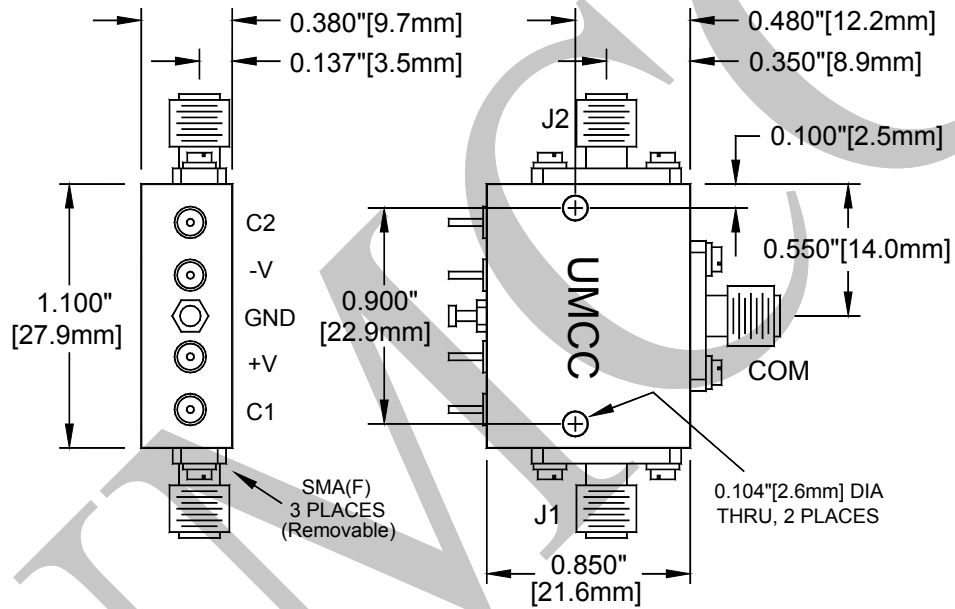 0.380"[9.7mm]
0.137"[3.5mm]
0.480"[12.2mm]
0.350"[8.9mm]
J2
0.100"[2.5mm]
C2
-V
GND
+V
C1
1.100"
[27.9mm]
0.900"
[22.9mm]
UMCC
0.550"[14.0mm]
COM
SMA(F)
3 PLACES
(Removable)
J1
0.104"[2.6mm] DIA
THRU, 2 PLACES
0.850"
[21.6mm]
UMCC